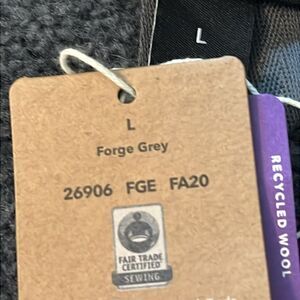 L
L
Forge Grey
26906 FGE FA20
FAIR TRADE
CERTIFIED
SEWING
RECYCLED WOOL